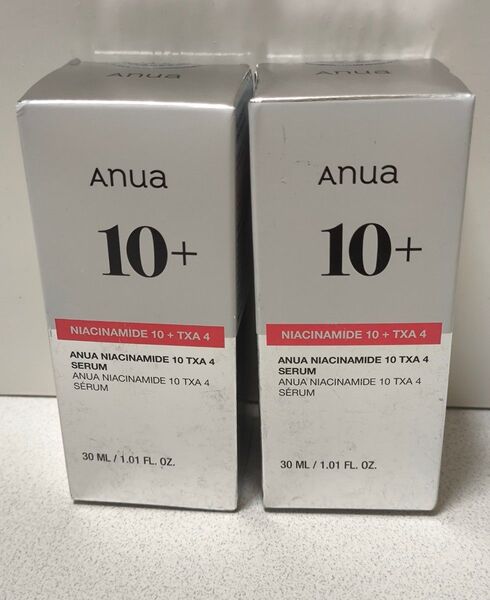 Anua
Anua
10+
NIACINAMIDE 10 + TXA 4
ANUA NIACINAMIDE 10 TXA 4
SERUM
ANUA NIACINAMIDE 10 TXA 4
SÉRUM
30 ML / 1.01 FL. OZ.
Anua
Anua
10+
NIACINAMIDE 10 + TXA 4
ANUA NIACINAMIDE 10 TXA 4
SERUM
ANUA NIACINAMIDE 10 TXA 4
SÉRUM
30 ML / 1.01 FL. OZ.